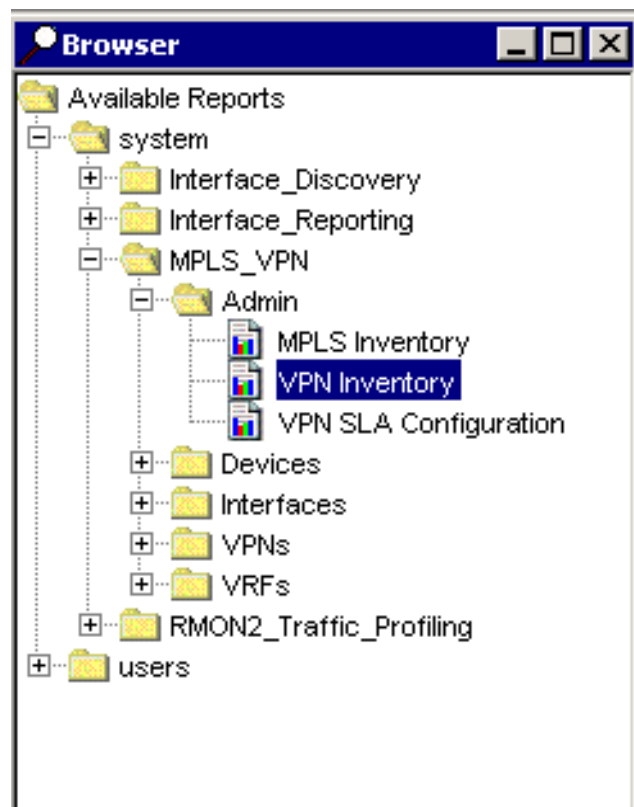 Browser
Available Reports
system
Interface_Discovery
Interface_Reporting
MPLS_VPN
Admin
MPLS Inventory
VPN Inventory
VPN SLA Configuration
Devices
Interfaces
VPNs
VRFs
RMON2_Traffic_Profiling
users